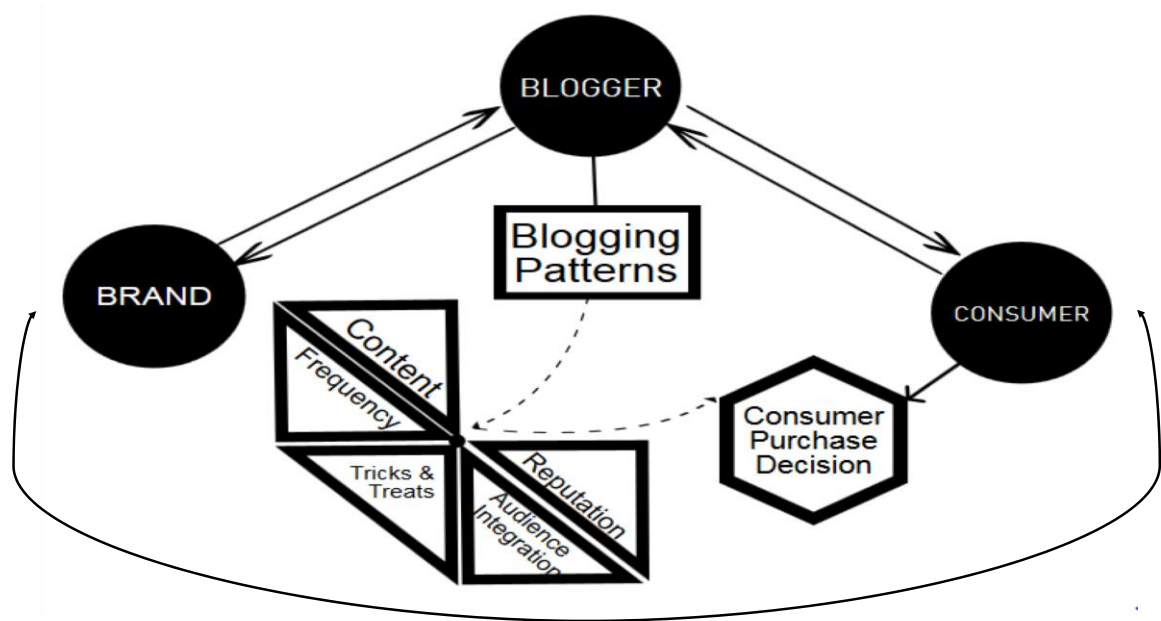 BLOGGER
Blogging
Patterns
BRAND
CONSUMER
Content
Frequency
Tricks &
Treats
Reputation
Audience
Integration
Consumer
Purchase
Decision